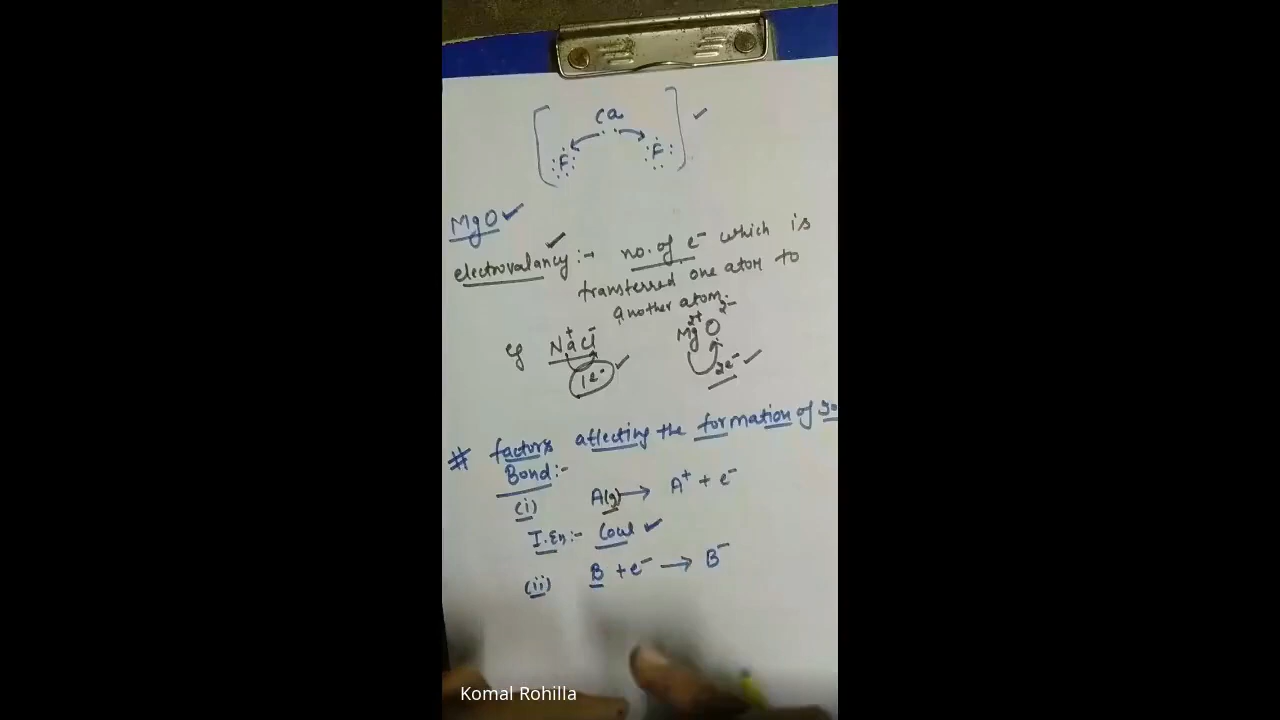 Ca
F F
MgO
electrovalancy :→ no. of e⁻ which is
transferred one atom to
another atom.
eg Na⁺Cl⁻ Mg²⁺O²⁻
1e⁻ 2e⁻
# factors affecting the formation of
Bond:-
(i) A(g) → A⁺ + e⁻
I.En:- Low
(ii) B + e⁻ → B⁻
Komal Rohilla